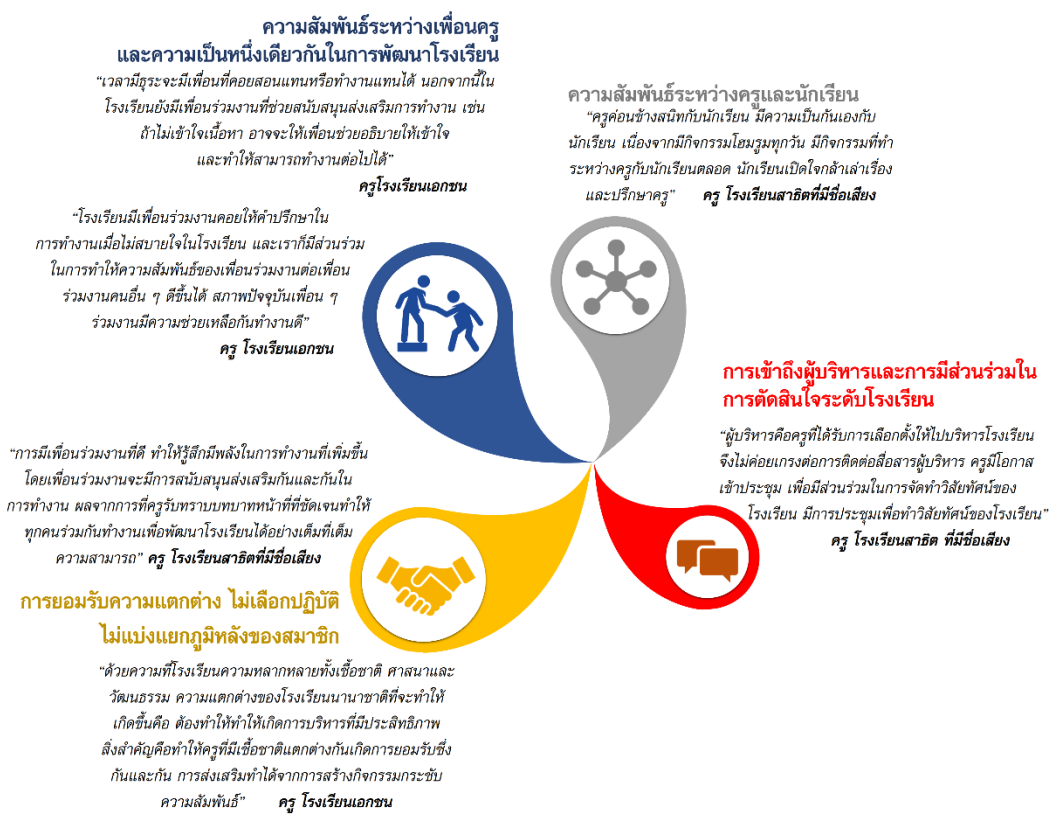 ความสัมพันธ์ระหว่างเพื่อนครู
และความเป็นหนึ่งเดียวกันในการพัฒนาโรงเรียน
“เวลามีธุระจะมีเพื่อนที่คอยสอนแทนหรือทำงานแทนได้ นอกจากนี้ใน
โรงเรียนยังมีเพื่อนร่วมงานที่ช่วยสนับสนุนส่งเสริมการทำงาน เช่น
ถ้าไม่เข้าใจเนื้อหา อาจจะให้เพื่อนช่วยอธิบายให้เข้าใจ
และทำให้สามารถทำงานต่อไปได้”
ครูโรงเรียนเอกชน
“โรงเรียนมีเพื่อนร่วมงานคอยให้คำปรึกษาใน
การทำงานเมื่อไม่สบายใจในโรงเรียน และเราก็มีส่วนร่วม
ในการทำให้ความสัมพันธ์ของเพื่อนร่วมงานต่อเพื่อน
ร่วมงานคนอื่น ๆ ดีขึ้นได้ สภาพปัจจุบันเพื่อน ๆ
ร่วมงานมีความช่วยเหลือกันทำงานดี”
ครู โรงเรียนเอกชน
“การมีเพื่อนร่วมงานที่ดี ทำให้รู้สึกมีพลังในการทำงานที่เพิ่มขึ้น
โดยเพื่อนร่วมงานจะมีการสนับสนุนส่งเสริมกันและกันใน
การทำงาน ผลจากการที่ครูรับทราบบทบาทหน้าที่ที่ชัดเจนทำให้
ทุกคนร่วมกันทำงานเพื่อพัฒนาโรงเรียนได้อย่างเต็มที่เต็ม
ความสามารถ” ครู โรงเรียนสาธิตที่มีชื่อเสียง
ความสัมพันธ์ระหว่างครูและนักเรียน
“ครูค่อนข้างสนิทกับนักเรียน มีความเป็นกันเองกับ
นักเรียน เนื่องจากมีกิจกรรมโฮมรูมทุกวัน มีกิจกรรมที่ทำ
ระหว่างครูกับนักเรียนตลอด นักเรียนเปิดใจกล้าเล่าเรื่อง
และปรึกษาครู” ครู โรงเรียนสาธิตที่มีชื่อเสียง
การเข้าถึงผู้บริหารและการมีส่วนร่วมใน
การตัดสินใจระดับโรงเรียน
“ผู้บริหารคือครูที่ได้รับการเลือกตั้งให้ไปบริหารโรงเรียน
จึงไม่ค่อยเกรงต่อการติดต่อสื่อสารผู้บริหาร ครูมีโอกาส
เข้าประชุม เพื่อมีส่วนร่วมในการจัดทำวิสัยทัศน์ของ
โรงเรียน มีการประชุมเพื่อทำวิสัยทัศน์ของโรงเรียน”
ครู โรงเรียนสาธิต ที่มีชื่อเสียง
การยอมรับความแตกต่าง ไม่เลือกปฏิบัติ
ไม่แบ่งแยกภูมิหลังของสมาชิก
“ด้วยความที่โรงเรียนความหลากหลายทั้งเชื้อชาติ ศาสนาและ
วัฒนธรรม ความแตกต่างของโรงเรียนนานาชาติที่จะทำให้
เกิดขึ้นคือ ต้องทำให้ทำให้เกิดการบริหารที่มีประสิทธิภาพ
สิ่งสำคัญคือทำให้ครูที่มีเชื้อชาติแตกต่างกันเกิดการยอมรับซึ่ง
กันและกัน การส่งเสริมทำได้จากการสร้างกิจกรรมกระชับ
ความสัมพันธ์” ครู โรงเรียนเอกชน